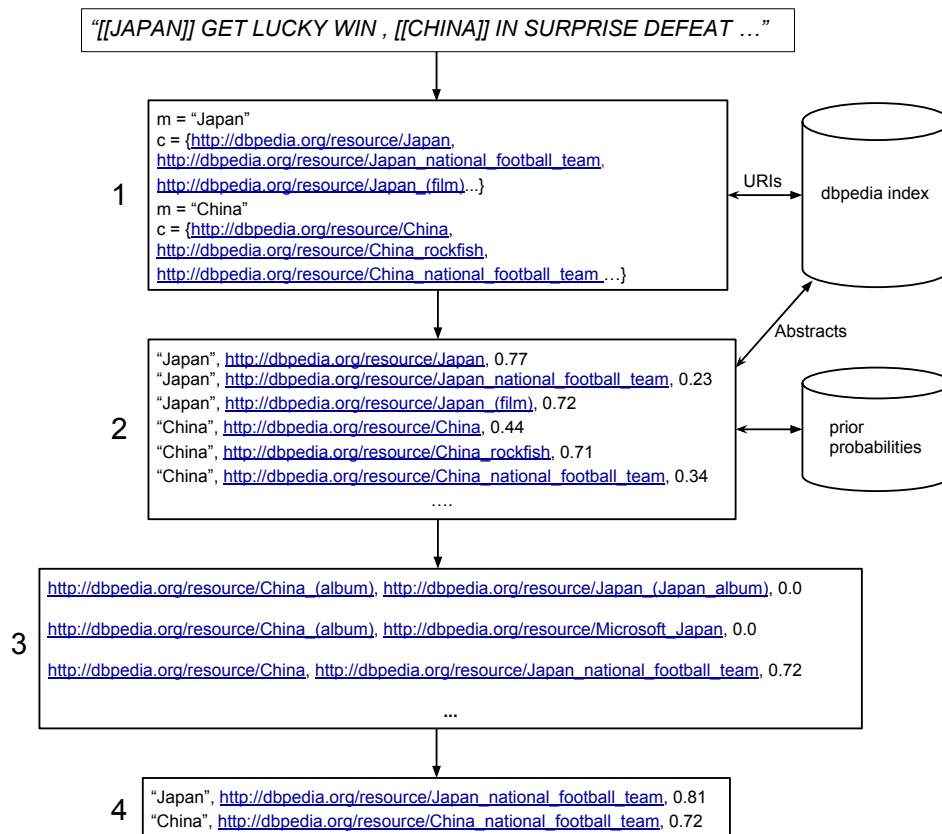 “[[JAPAN]] GET LUCKY WIN , [[CHINA]] IN SURPRISE DEFEAT …”
m = “Japan”
c = {http://dbpedia.org/resource/Japan,
http://dbpedia.org/resource/Japan_national_football_team,
http://dbpedia.org/resource/Japan_(film)...}
m = “China”
c = {http://dbpedia.org/resource/China,
http://dbpedia.org/resource/China_rockfish,
http://dbpedia.org/resource/China_national_football_team …}
1
URIs
dbpedia index
Abstracts
“Japan”, http://dbpedia.org/resource/Japan, 0.77
“Japan”, http://dbpedia.org/resource/Japan_national_football_team, 0.23
“Japan”, http://dbpedia.org/resource/Japan_(film), 0.72
“China”, http://dbpedia.org/resource/China, 0.44
“China”, http://dbpedia.org/resource/China_rockfish, 0.71
“China”, http://dbpedia.org/resource/China_national_football_team, 0.34
….
2
prior
probabilities
http://dbpedia.org/resource/China_(album), http://dbpedia.org/resource/Japan_(Japan_album), 0.0
http://dbpedia.org/resource/China_(album), http://dbpedia.org/resource/Microsoft_Japan, 0.0
http://dbpedia.org/resource/China, http://dbpedia.org/resource/Japan_national_football_team, 0.72
...
3
“Japan”, http://dbpedia.org/resource/Japan_national_football_team, 0.81
“China”, http://dbpedia.org/resource/China_national_football_team, 0.72
4